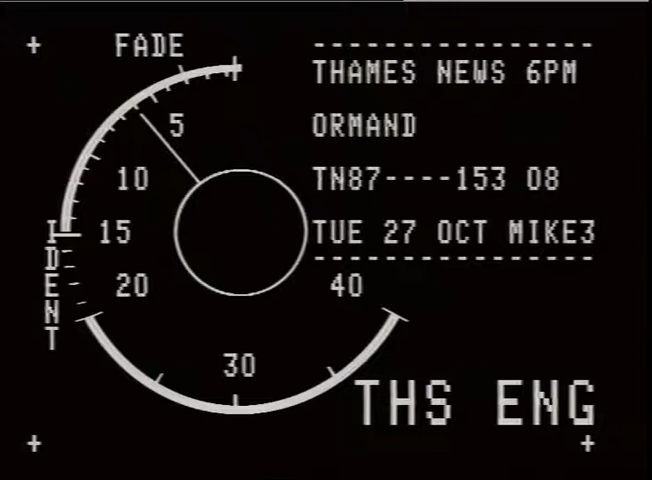 FADE
----------------
THAMES NEWS 6PM
5
ORMAND
10
TN87----153 08
IDENT
15
TUE 27 OCT MIKE3
----------------
20
40
30
THS ENG